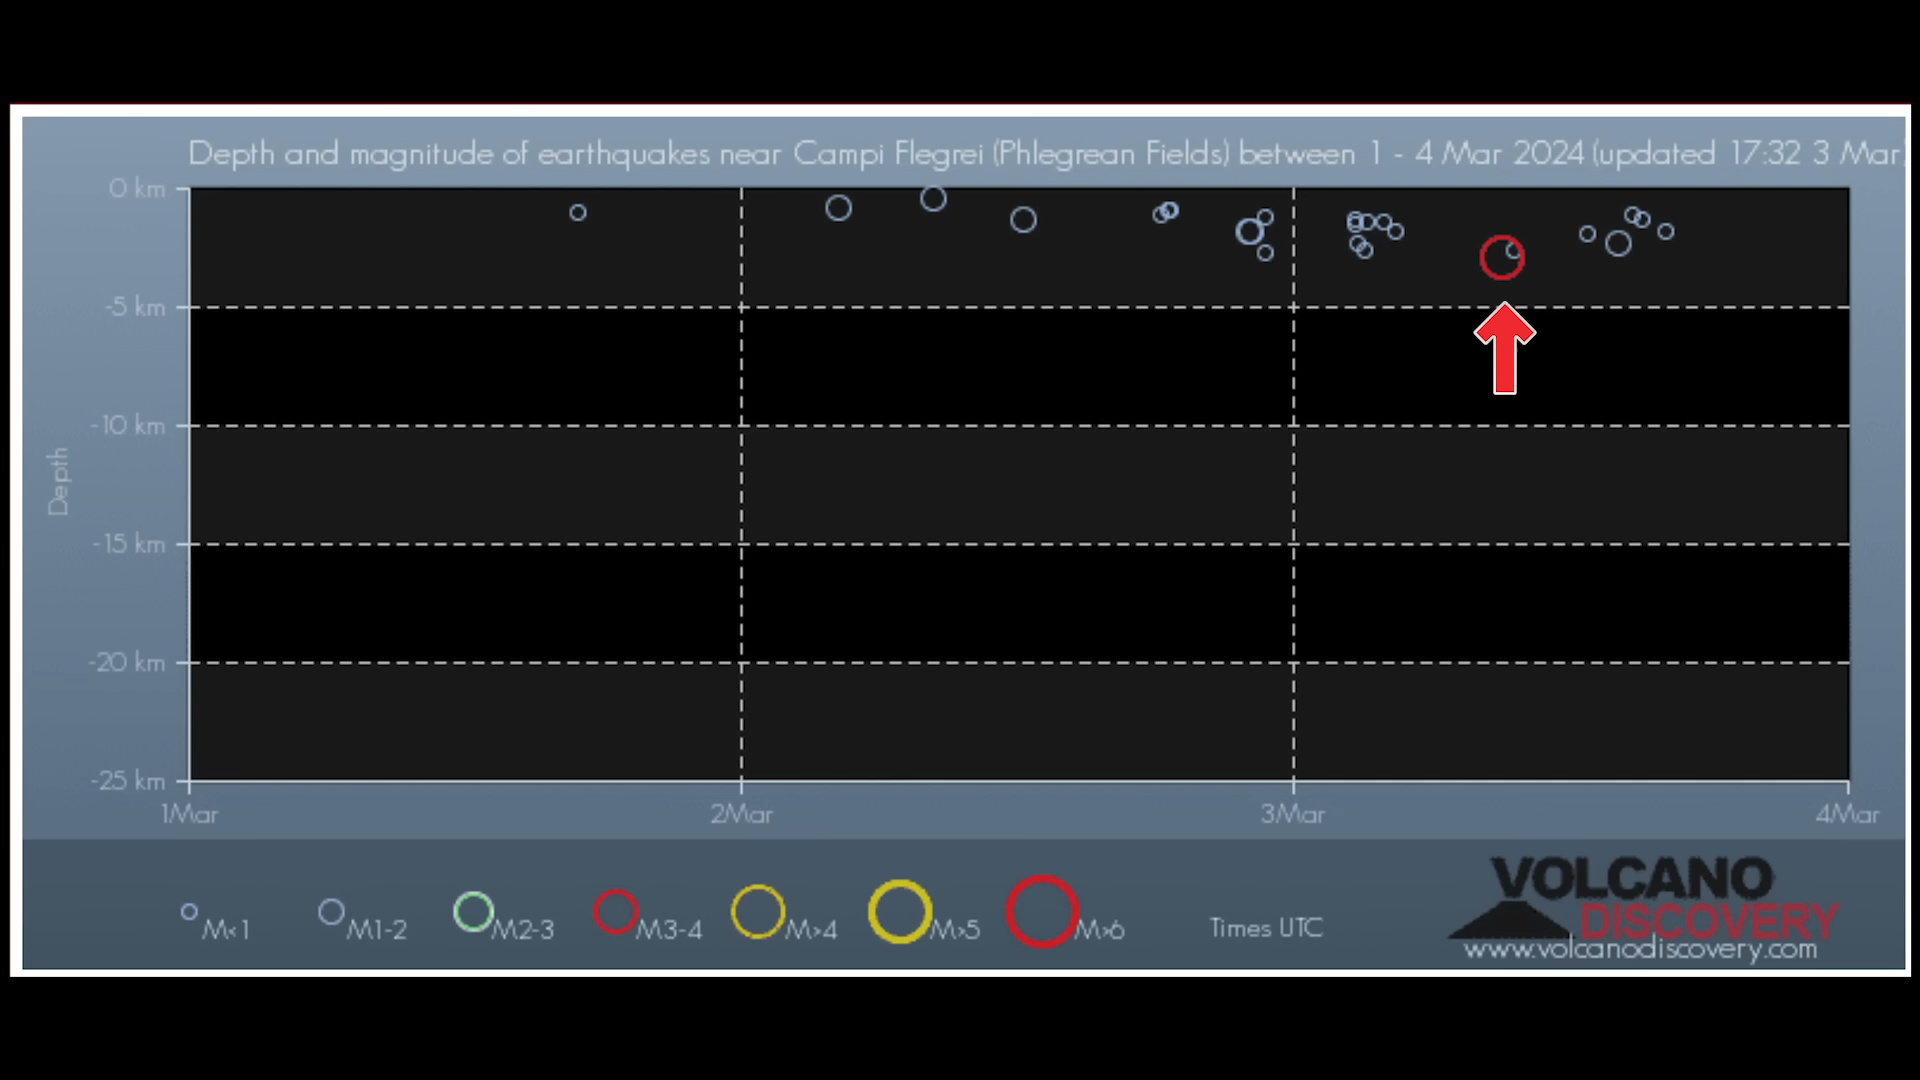 Depth and magnitude of earthquakes near Campi Flegrei (Phlegrean Fields) between 1 - 4 Mar 2024 (updated 17:32 3 Mar
0 km
-5 km
-10 km
-15 km
-20 km
-25 km
Depth
1Mar
2Mar
3Mar
4Mar
M<1
M1-2
M2-3
M3-4
M>4
M>5
M>6
Times UTC
VOLCANO
DISCOVERY
www.volcanodiscovery.com